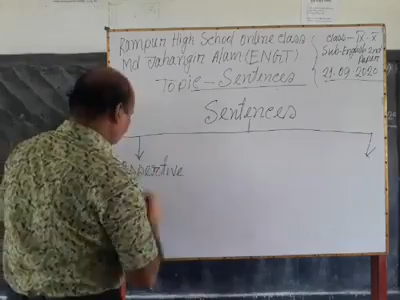 Rampur High School online class
Md Jahangir Alam (ENGT)
Topic - Sentences
Class - IX-X
Sub-English 2nd
Paper
21.09.2020
Sentences